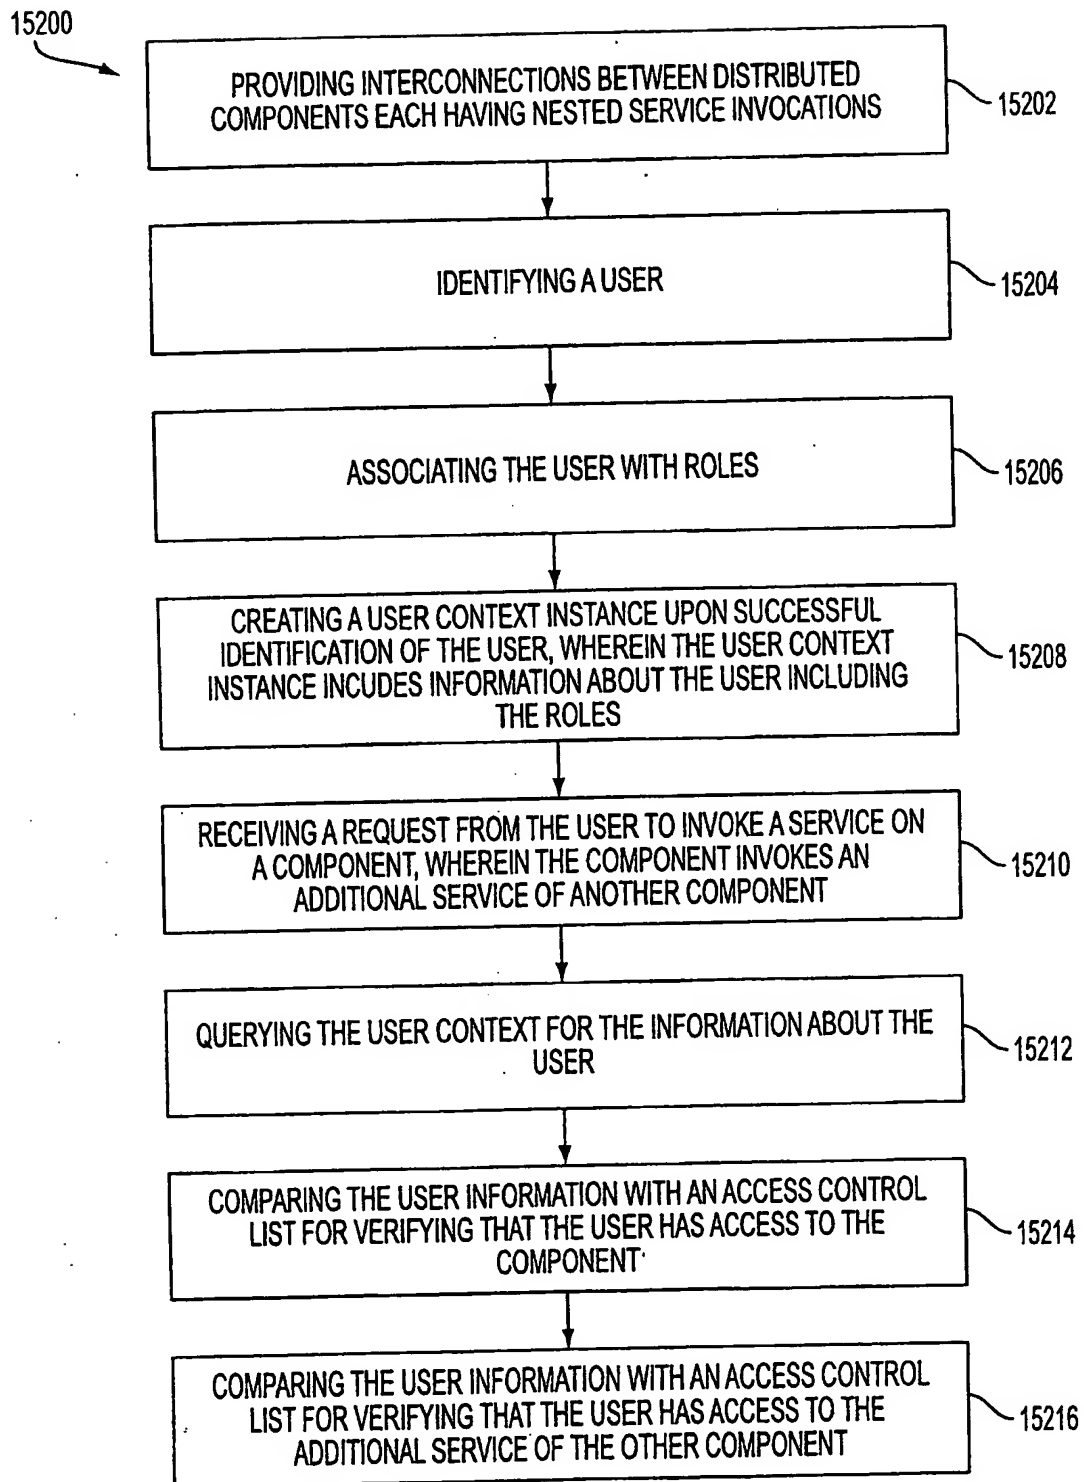 15200
PROVIDING INTERCONNECTIONS BETWEEN DISTRIBUTED
COMPONENTS EACH HAVING NESTED SERVICE INVOCATIONS
15202
IDENTIFYING A USER
15204
ASSOCIATING THE USER WITH ROLES
15206
CREATING A USER CONTEXT INSTANCE UPON SUCCESSFUL
IDENTIFICATION OF THE USER, WHEREIN THE USER CONTEXT
INSTANCE INCUDES INFORMATION ABOUT THE USER INCLUDING
THE ROLES
15208
RECEIVING A REQUEST FROM THE USER TO INVOKE A SERVICE ON
A COMPONENT, WHEREIN THE COMPONENT INVOKES AN
ADDITIONAL SERVICE OF ANOTHER COMPONENT
15210
QUERYING THE USER CONTEXT FOR THE INFORMATION ABOUT THE
USER
15212
COMPARING THE USER INFORMATION WITH AN ACCESS CONTROL
LIST FOR VERIFYING THAT THE USER HAS ACCESS TO THE
COMPONENT
15214
COMPARING THE USER INFORMATION WITH AN ACCESS CONTROL
LIST FOR VERIFYING THAT THE USER HAS ACCESS TO THE
ADDITIONAL SERVICE OF THE OTHER COMPONENT
15216